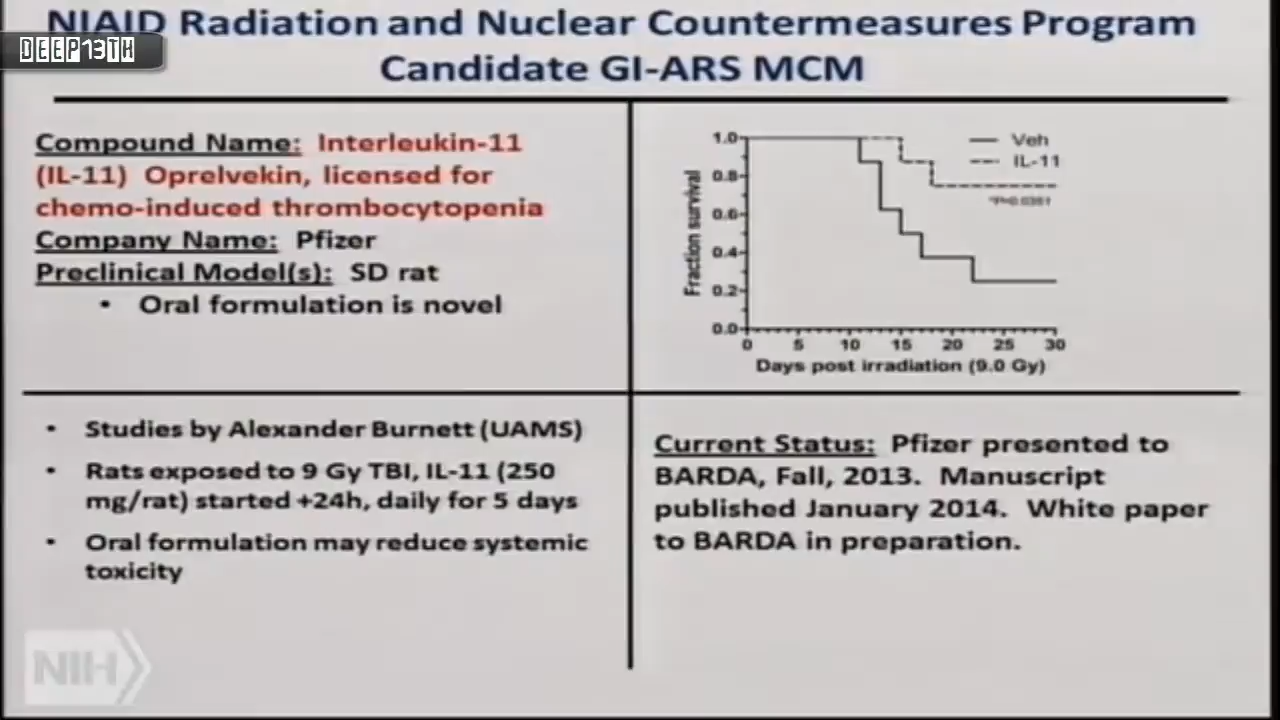 NIAID Radiation and Nuclear Countermeasures Program
DEEP13TH
Candidate GI-ARS MCM
Compound Name: Interleukin-11
(IL-11) Oprelvekin, licensed for
chemo-induced thrombocytopenia
Company Name: Pfizer
Preclinical Model(s): SD rat
• Oral formulation is novel
Veh
IL-11
Fraction survival
1.0
0.8
0.6
0.4
0.2
0.0
0 5 10 15 20 25 30
Days post irradiation (9.0 Gy)
• Studies by Alexander Burnett (UAMS)
• Rats exposed to 9 Gy TBI, IL-11 (250
mg/rat) started +24h, daily for 5 days
• Oral formulation may reduce systemic
toxicity
Current Status: Pfizer presented to
BARDA, Fall, 2013. Manuscript
published January 2014. White paper
to BARDA in preparation.
NIH